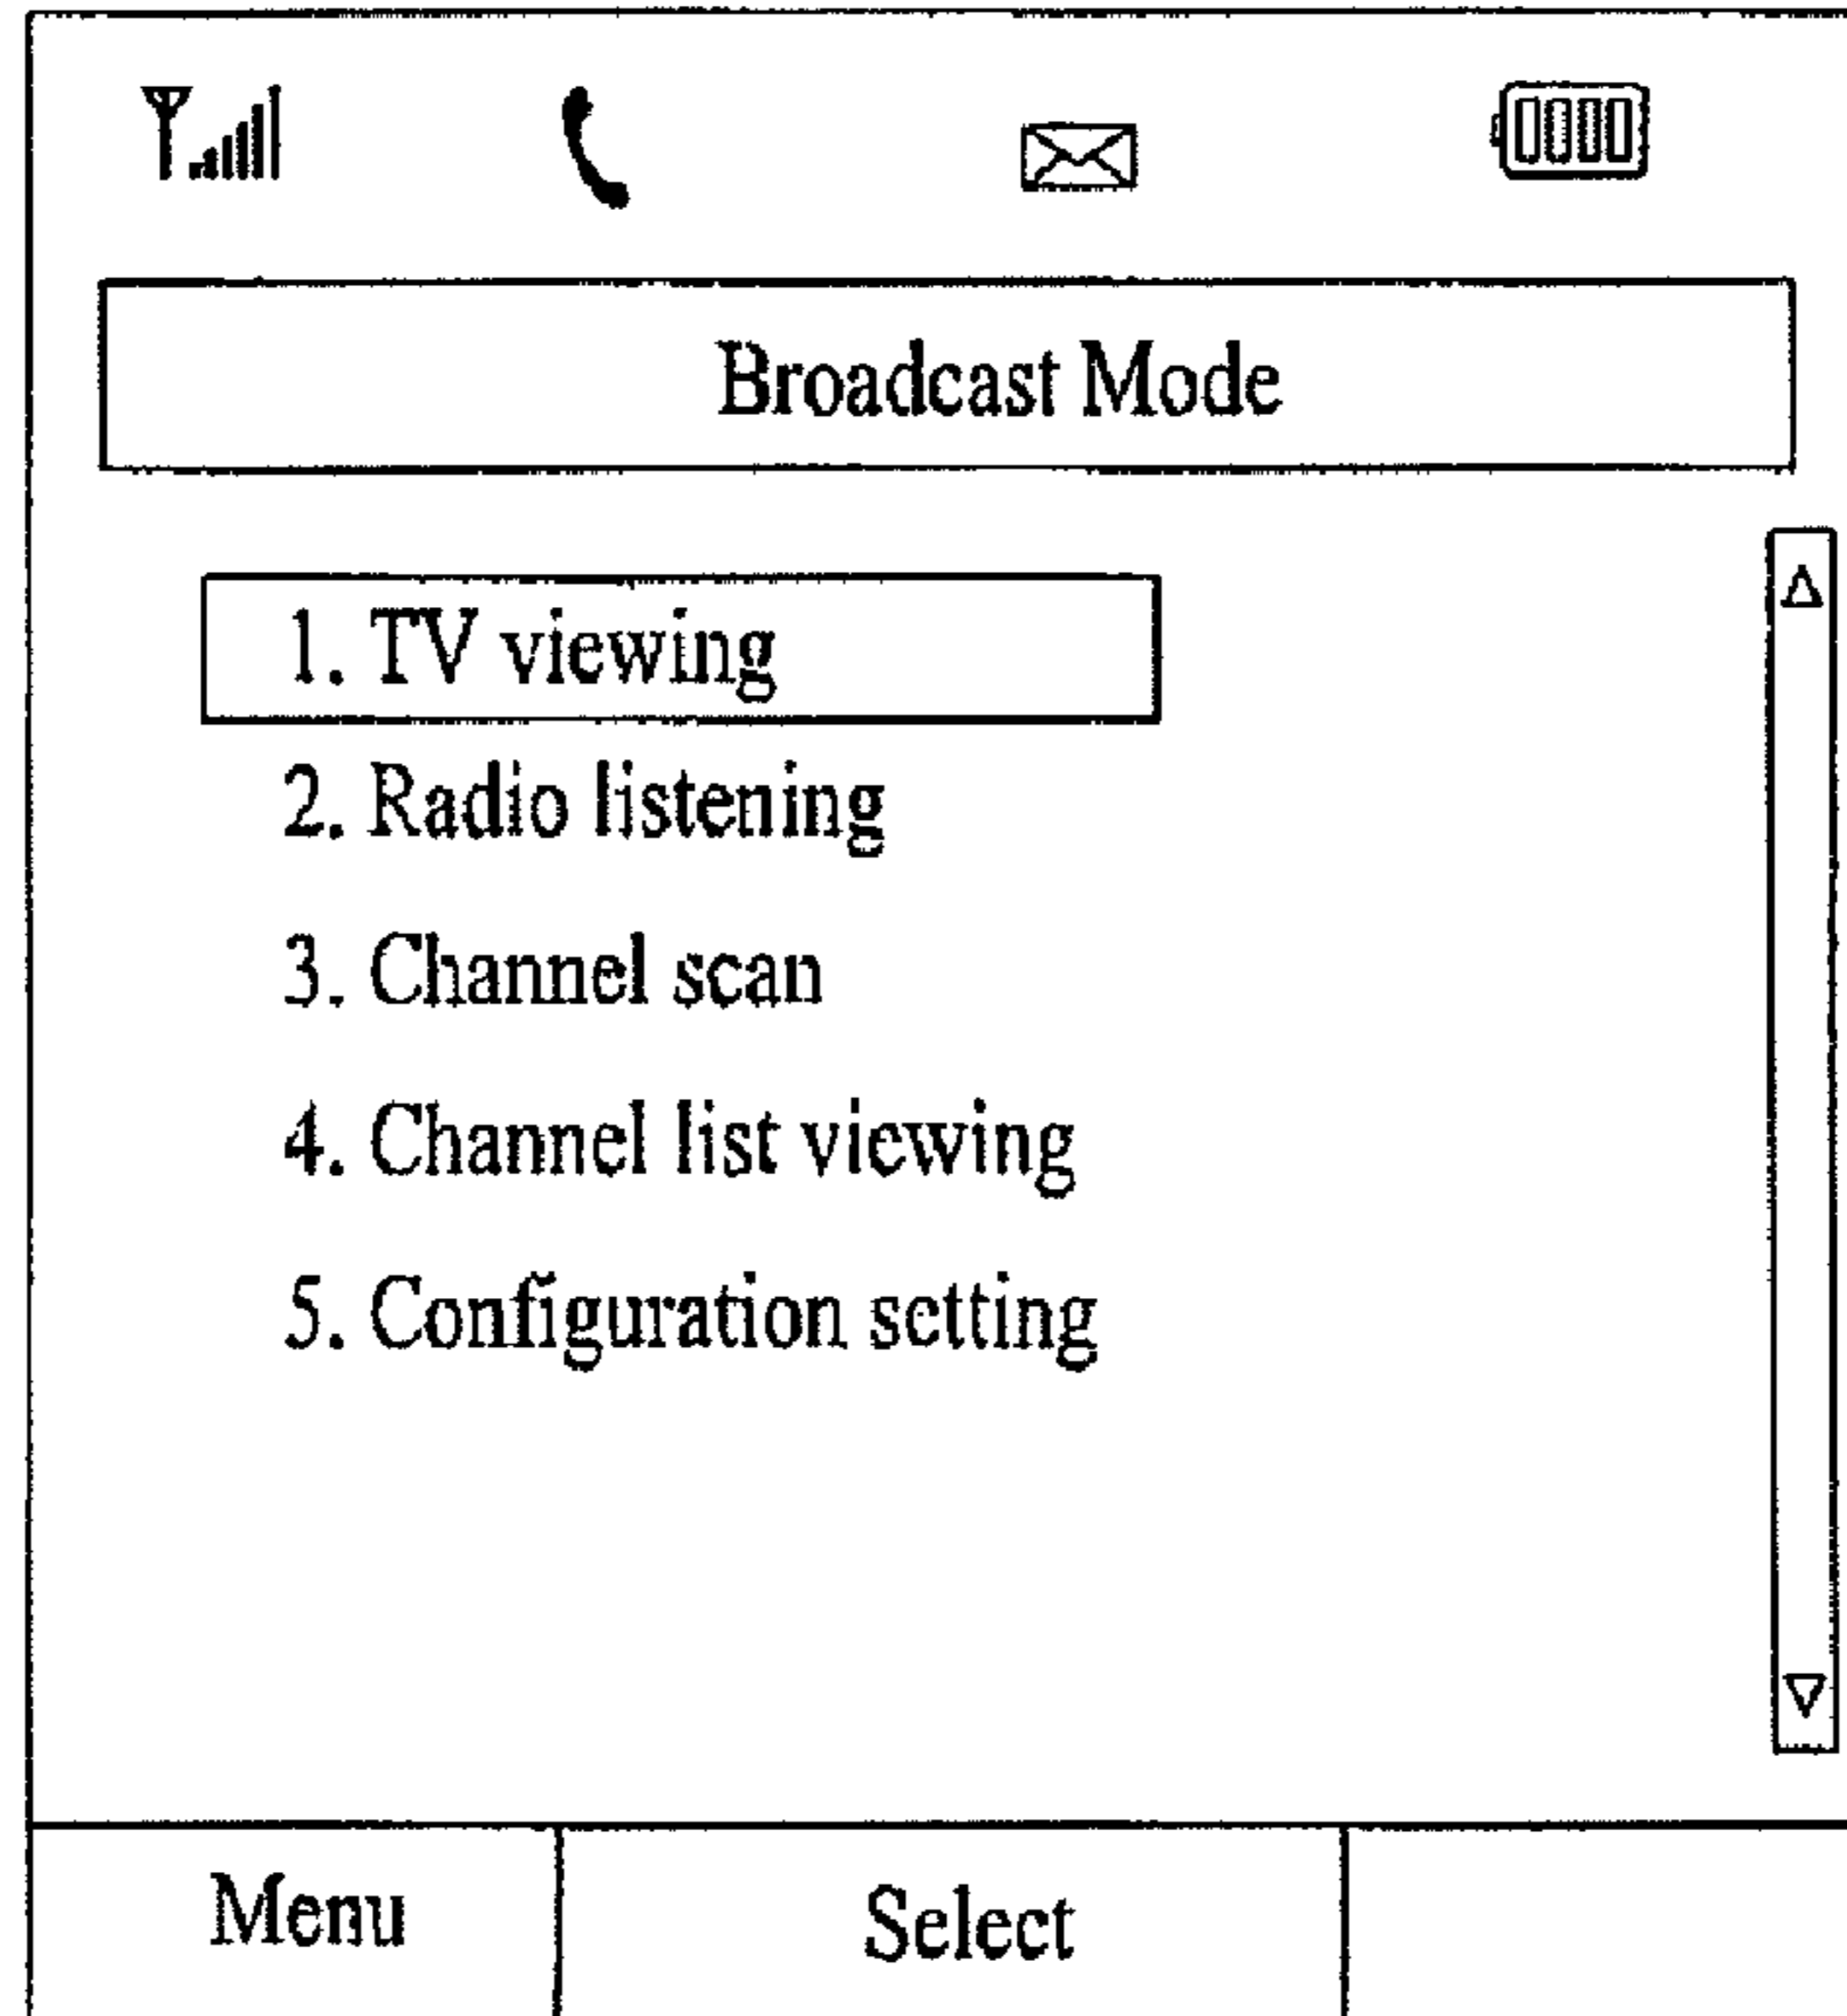 Broadcast Mode
1. TV viewing
2. Radio listening
3. Channel scan
4. Channel list viewing
5. Configuration setting
Menu Select